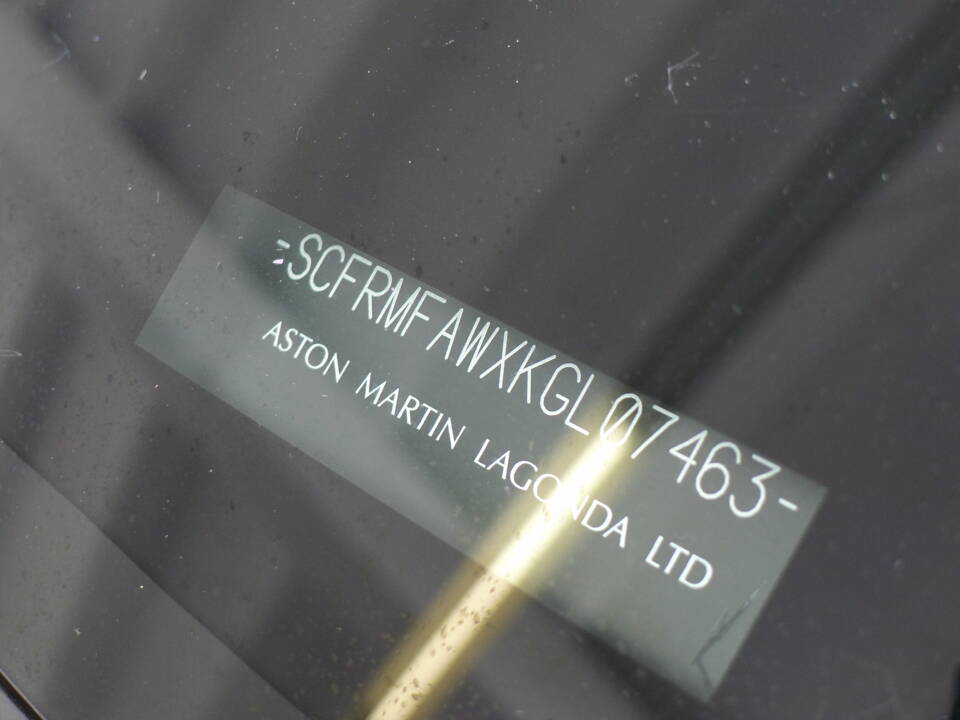 -SCFRMFAWXKGL07463-
ASTON MARTIN LAGONDA LTD